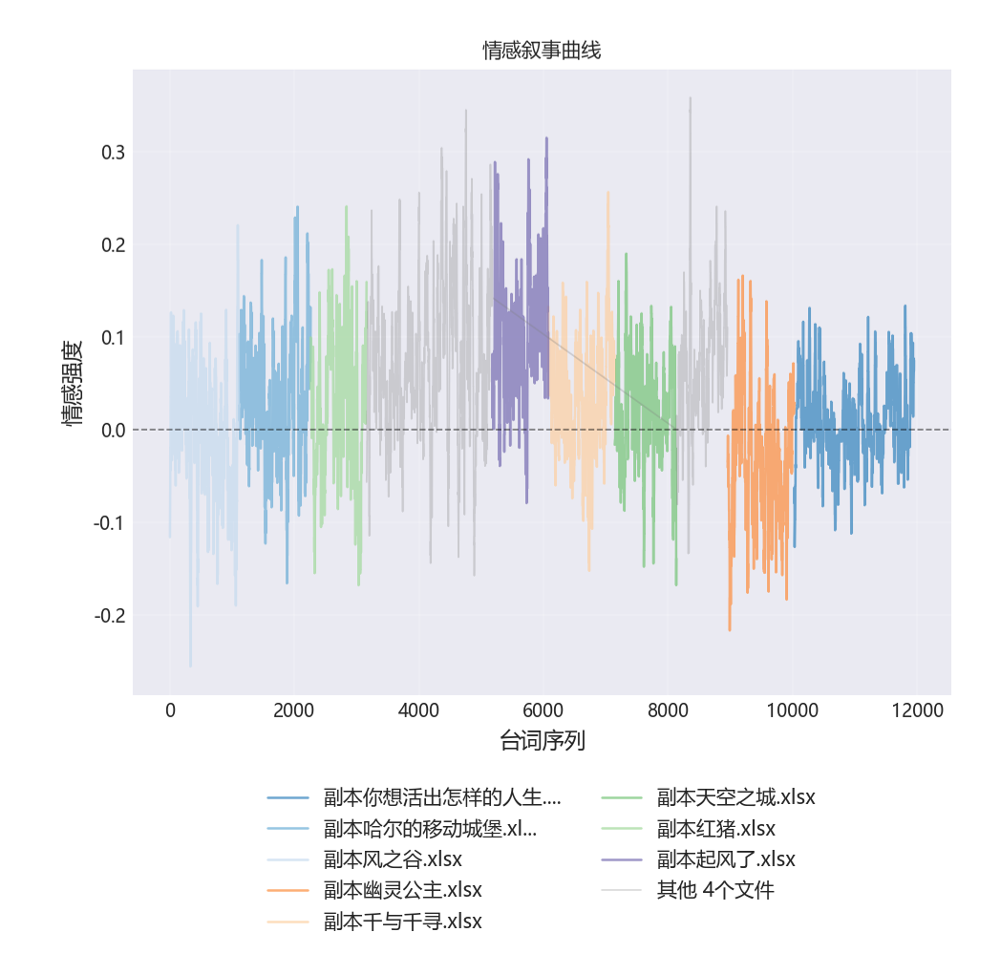 情感叙事曲线
情感强度
0.3
0.2
0.1
0.0
-0.1
-0.2
0 2000 4000 6000 8000 10000 12000
台词序列
副本你想活出怎样的人生....
副本哈尔的移动城堡.xl...
副本风之谷.xlsx
副本幽灵公主.xlsx
副本千与千寻.xlsx
副本天空之城.xlsx
副本红猪.xlsx
副本起风了.xlsx
其他 4个文件